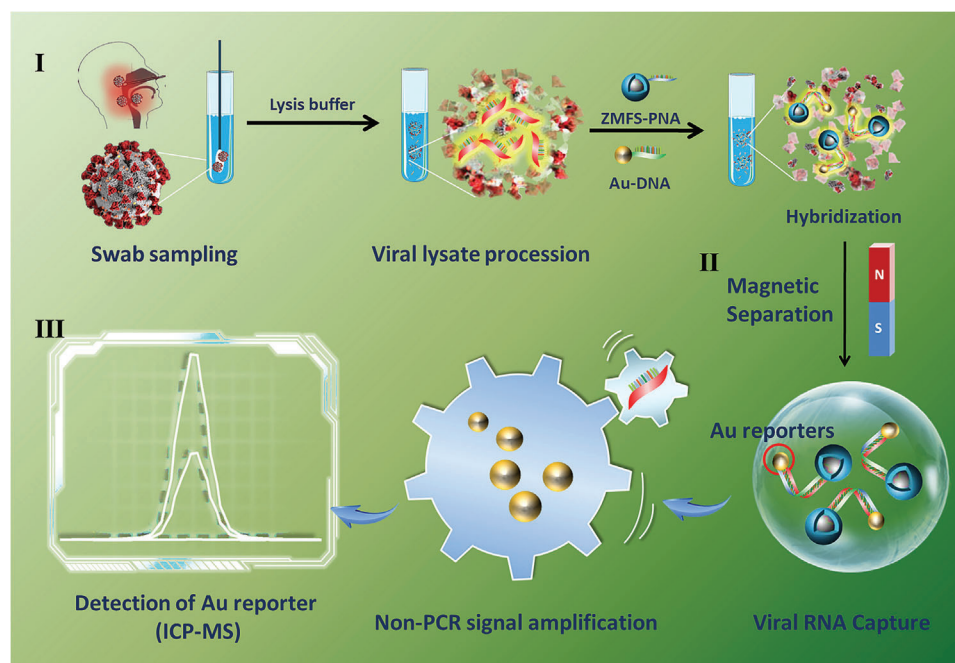 I
Lysis buffer
ZMFS-PNA
Au-DNA
Swab sampling
Viral lysate procession
Hybridization
II
Magnetic
Separation
N
S
III
Au reporters
Detection of Au reporter
(ICP-MS)
Non-PCR signal amplification
Viral RNA Capture